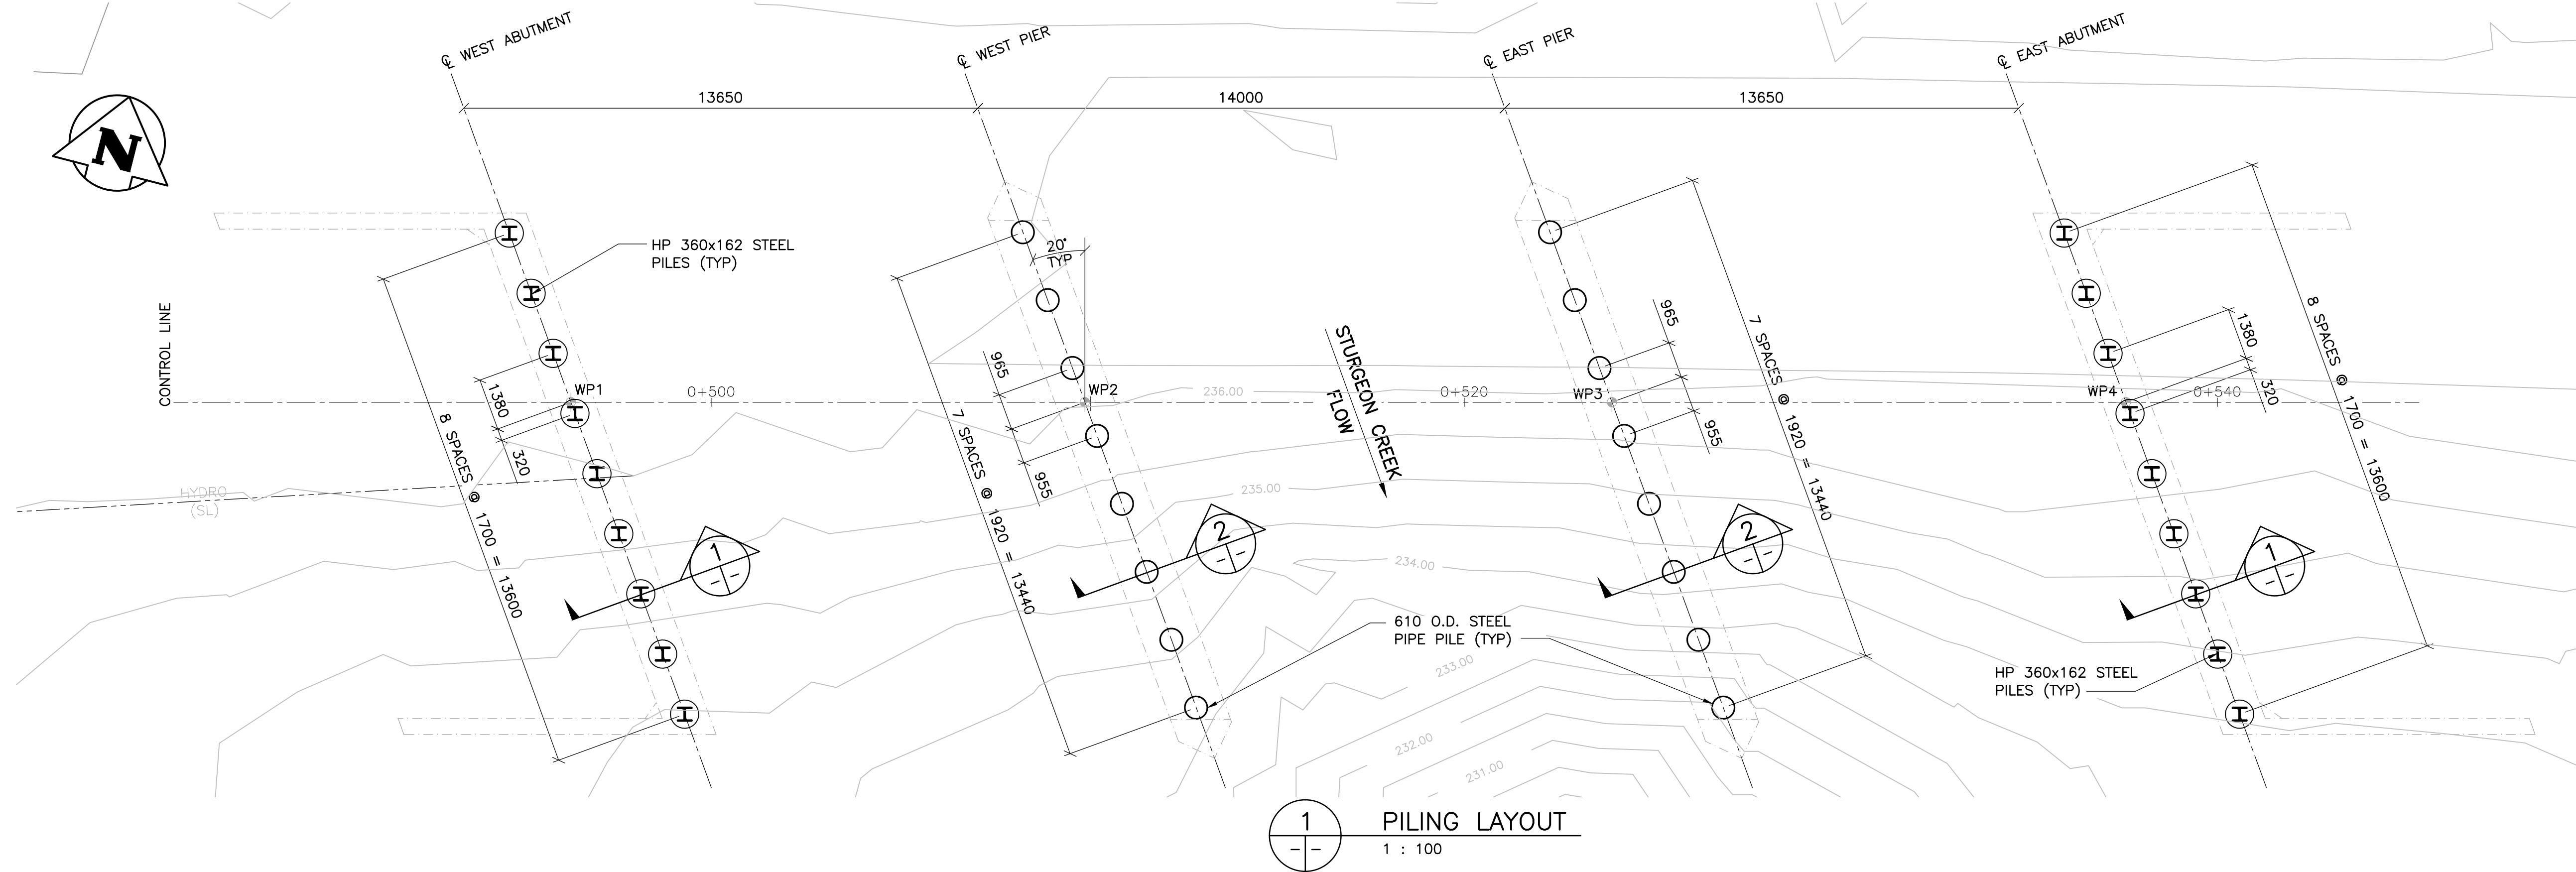 ℄ WEST ABUTMENT
℄ WEST PIER
℄ EAST PIER
℄ EAST ABUTMENT
13650
14000
13650
N
HP 360x162 STEEL
PILES (TYP)
20°
TYP
CONTROL LINE
WP1
0+500
WP2
236.00
0+520
WP3
WP4
0+540
1380
320
8 SPACES @ 1700 = 13600
965
955
7 SPACES @ 1920 = 13440
STURGEON CREEK
FLOW
965
955
7 SPACES @ 1920 = 13440
1380
320
8 SPACES @ 1700 = 13600
HYDRO
(SL)
235.00
234.00
233.00
232.00
231.00
1
- -
2
- -
2
- -
1
- -
610 O.D. STEEL
PIPE PILE (TYP)
HP 360x162 STEEL
PILES (TYP)
1
- -
PILING LAYOUT
1 : 100